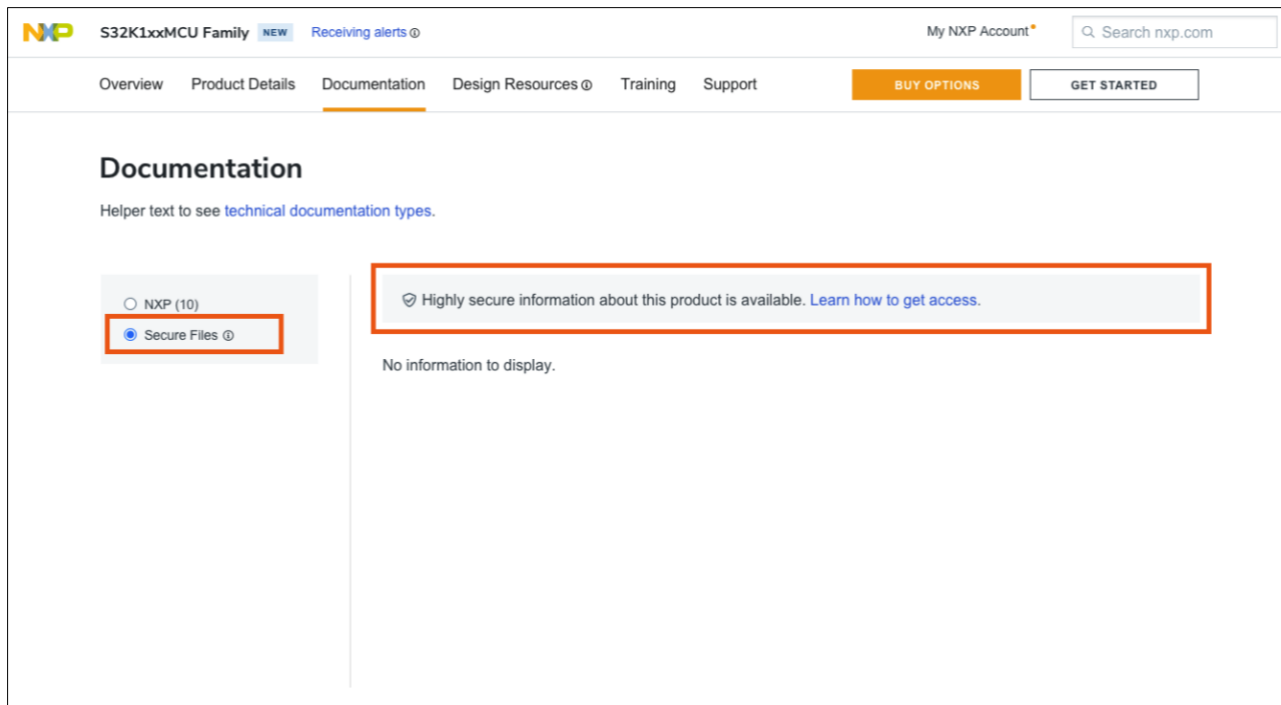 NXP S32K1xxMCU Family NEW Receiving alerts My NXP Account Search nxp.com
Overview Product Details Documentation Design Resources Training Support BUY OPTIONS GET STARTED
Documentation
Helper text to see technical documentation types.
NXP (10)
Secure Files
Highly secure information about this product is available. Learn how to get access.
No information to display.